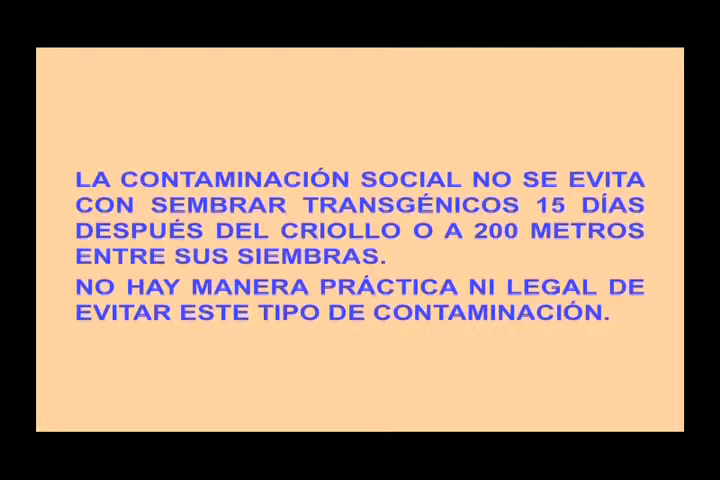 LA CONTAMINACIÓN SOCIAL NO SE EVITA
CON SEMBRAR TRANSGÉNICOS 15 DÍAS
DESPUÉS DEL CRIOLLO O A 200 METROS
ENTRE SUS SIEMBRAS.
NO HAY MANERA PRÁCTICA NI LEGAL DE
EVITAR ESTE TIPO DE CONTAMINACIÓN.